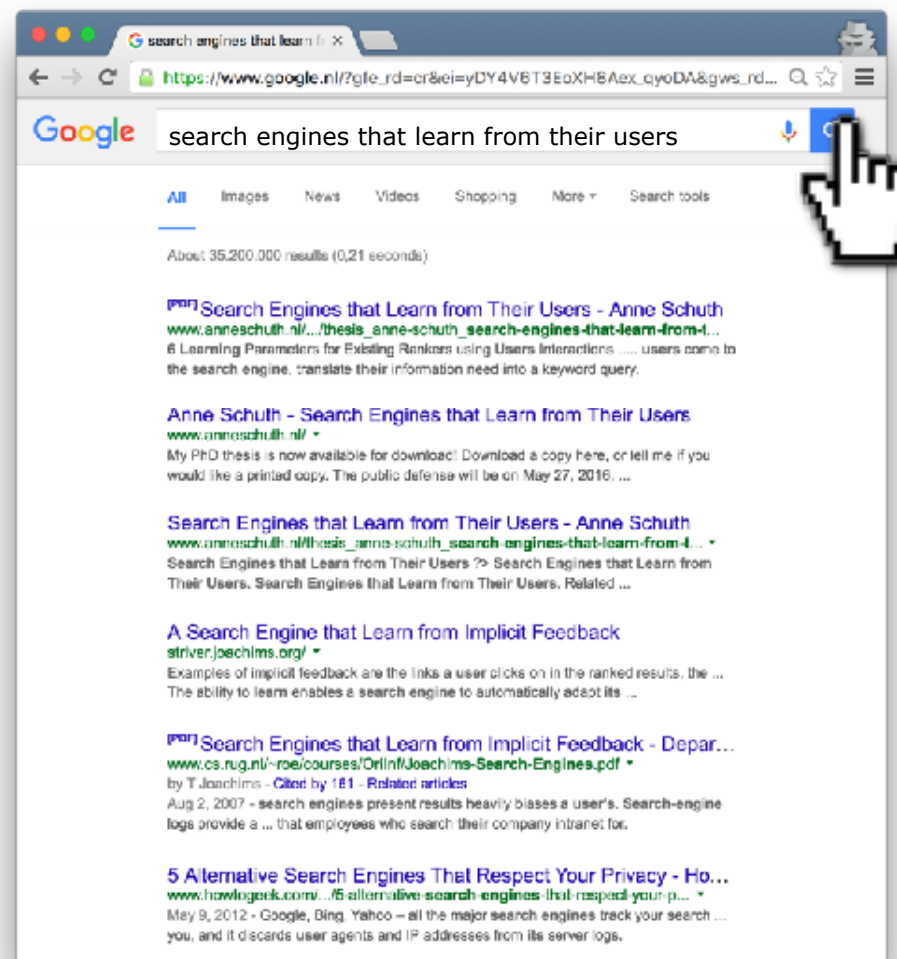 search engines that learn fr
https://www.google.nl/?gfe_rd=cr&ei=yDY4V6T3EoXH8Aex_qyoDA&gws_rd...
Google search engines that learn from their users
All Images News Videos Shopping More Search tools
About 35.200.000 results (0,21 seconds)
[PDF] Search Engines that Learn from Their Users - Anne Schuth
www.anneschuth.nl/.../thesis_anne-schuth_search-engines-that-learn-from-t...
6 Learning Parameters for Existing Rankers using Users Interactions ..... users come to
the search engine, translate their information need into a keyword query.
Anne Schuth - Search Engines that Learn from Their Users
www.anneschuth.nl/
My PhD thesis is now available for download! Download a copy here, or tell me if you
would like a printed copy. The public defense will be on May 27, 2016, ...
Search Engines that Learn from Their Users - Anne Schuth
www.anneschuth.nl/thesis_anne-schuth_search-engines-that-learn-from-t...
Search Engines that Learn from Their Users ?> Search Engines that Learn from
Their Users. Search Engines that Learn from Their Users. Related ...
A Search Engine that Learn from Implicit Feedback
striver.joachims.org/
Examples of implicit feedback are the links a user clicks on in the ranked results, the ...
The ability to learn enables a search engine to automatically adapt its ...
[PDF] Search Engines that Learn from Implicit Feedback - Depar...
www.cs.rug.nl/~roe/courses/OriInf/Joachims-Search-Engines.pdf
by T Joachims - Cited by 161 - Related articles
Aug 2, 2007 - search engines present results heavily biases a user's. Search-engine
logs provide a ... that employees who search their company intranet for.
5 Alternative Search Engines That Respect Your Privacy - Ho...
www.howtogeek.com/.../5-alternative-search-engines-that-respect-your-p...
May 9, 2012 - Google, Bing, Yahoo – all the major search engines track your search ...
you, and it discards user agents and IP addresses from its server logs.